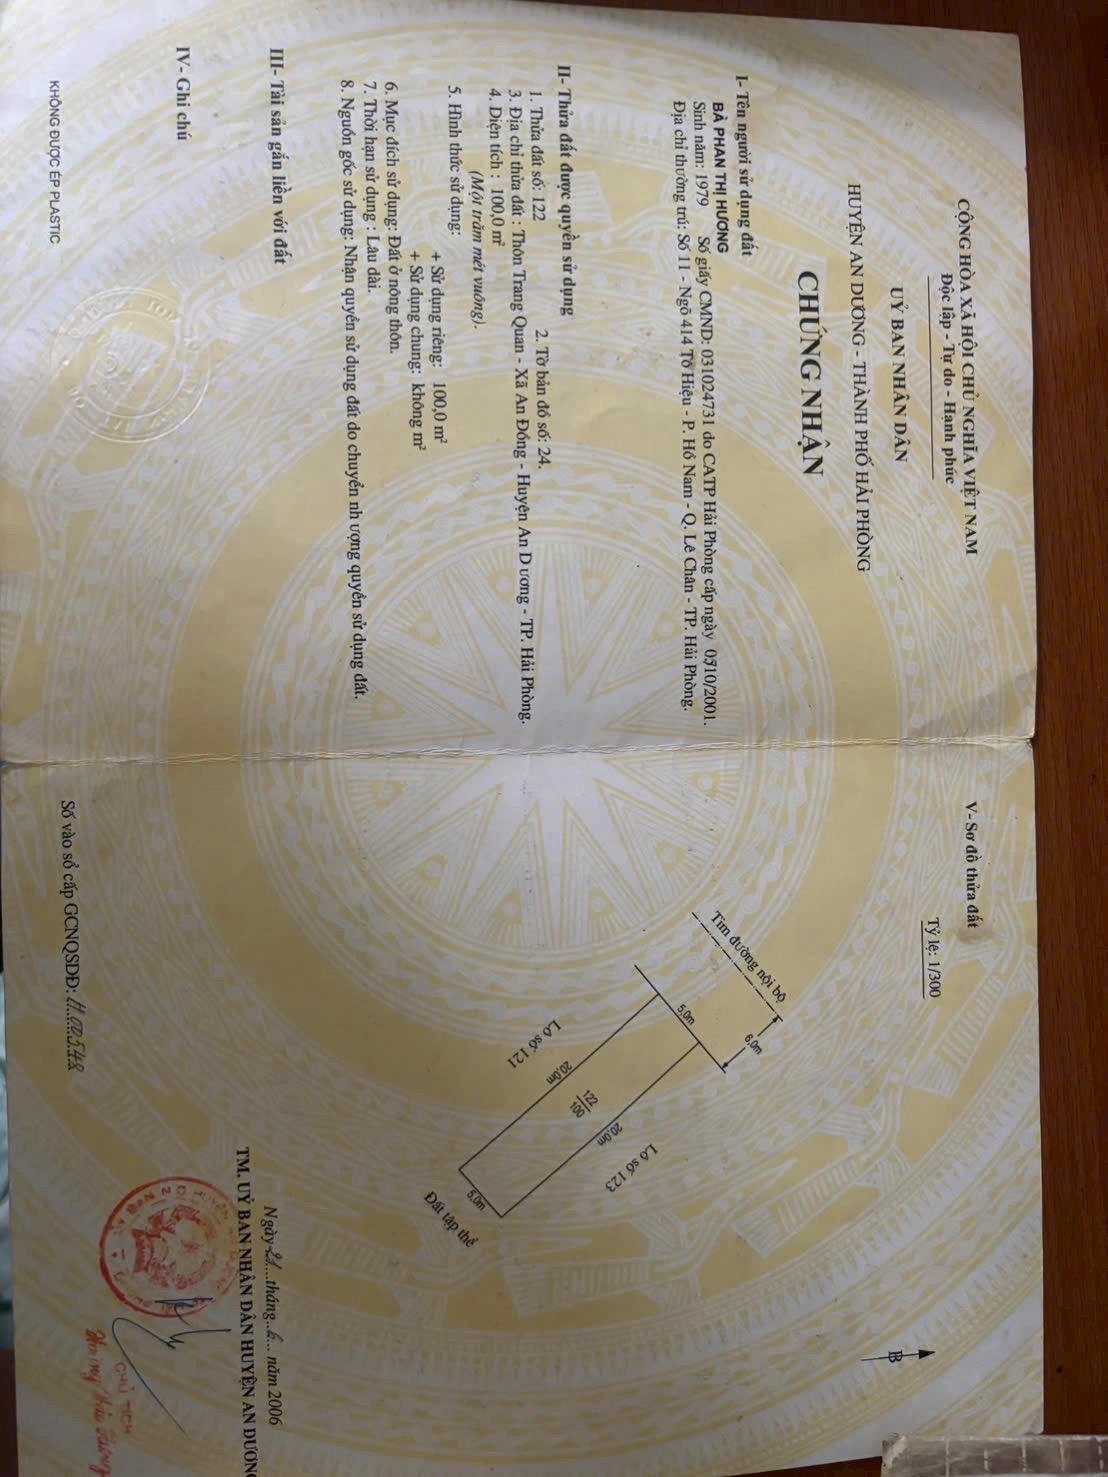 CỘNG HÒA XÃ HỘI CHỦ NGHĨA VIỆT NAM
Độc lập - Tự do - Hạnh phúc
UỶ BAN NHÂN DÂN
HUYỆN AN DƯƠNG - THÀNH PHỐ HẢI PHÒNG
CHỨNG NHẬN
I- Tên người sử dụng đất
BÀ PHAN THỊ HƯƠNG
Sinh năm: 1979 Số giấy CMND: 031024731 do CATP Hải Phòng cấp ngày /10/2001.
Địa chỉ thường trú: Số 11 - Ngõ 414 Tô Hiệu - P. Hồ Nam - Q. Lê Chân - TP. Hải Phòng.
II- Thửa đất được quyền sử dụng
1. Thửa đất số: 122 2. Tờ bản đồ số: 24.
3. Địa chỉ thửa đất : Thôn Trang Quan - Xã An Đồng - Huyện An D ương - TP. Hải Phòng.
4. Diện tích : 100,0 m²
(Một trăm mét vuông).
5. Hình thức sử dụng:
+ Sử dụng riêng: 100,0 m²
+ Sử dụng chung: không m²
6. Mục đích sử dụng: Đất ở nông thôn.
7. Thời hạn sử dụng : Lâu dài.
8. Nguồn gốc sử dụng: Nhận quyền sử dụng đất do chuyển nh ượng quyền sử dụng đất.
III- Tài sản gắn liền với đất
IV- Ghi chú
KHÔNG ĐƯỢC ÉP PLASTIC
V- Sơ đồ thửa đất
Tỷ lệ: 1/300
B
Tim đường nội bộ
6,0m
5,0m
Lô số 121
20,0m
122
100
20,0m
Lô số 123
5,0m
Đất tập thể
Ngày 21 tháng 6 năm 2006
TM. UỶ BAN NHÂN DÂN HUYỆN AN DƯƠNG
CHỦ TỊCH
Số vào sổ cấp GCNQSDĐ: H.02548